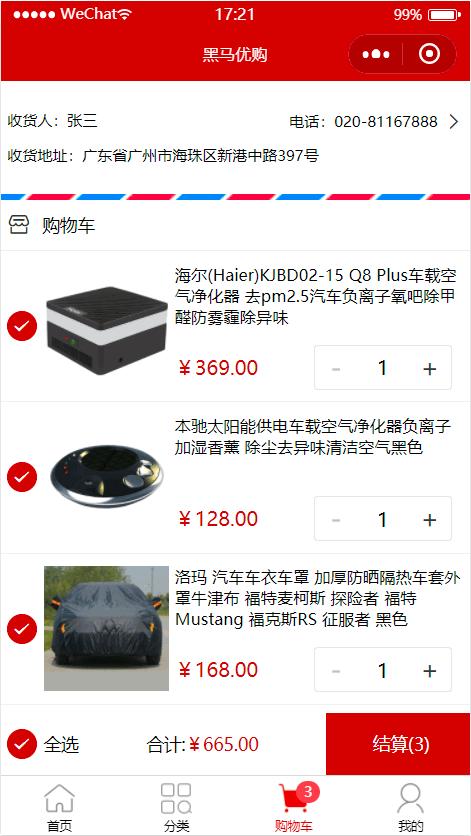 WeChat 17:21 99%
黑马优购
收货人：张三 电话：020-81167888
收货地址：广东省广州市海珠区新港中路397号
购物车
海尔(Haier)KJBD02-15 Q8 Plus车载空
气净化器 去pm2.5汽车负离子氧吧除甲
醛防雾霾除异味
￥369.00 - 1 +
本驰太阳能供电车载空气净化器负离子
加湿香薰 除尘去异味清洁空气黑色
￥128.00 - 1 +
洛玛 汽车车衣车罩 加厚防晒隔热车套外
罩牛津布 福特麦柯斯 探险者 福特
Mustang 福克斯RS 征服者 黑色
￥168.00 - 1 +
全选 合计:￥665.00 结算(3)
3
首页 分类 购物车 我的